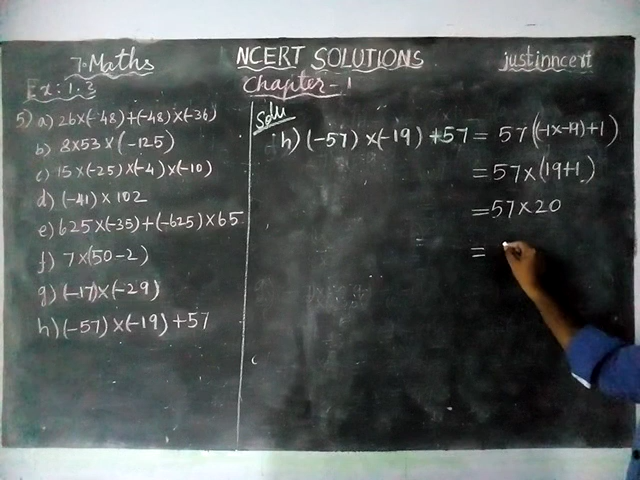 7. Maths NCERT SOLUTIONS justinncert
Ex: 1.3 Chapter - 1
5) a) 26×(-48)+(-48)×(-36)
b) 8×53×(-125)
c) 15×(-25)×(-4)×(-10)
d) (-41)×102
e) 625×(-35)+(-625)×65
f) 7×(50-2)
g) (-17)×(-29)
h) (-57)×(-19)+57
Solu
h) (-57)×(-19)+57 = 57(-1×-19)+1)
= 57×(19+1)
= 57×20
=